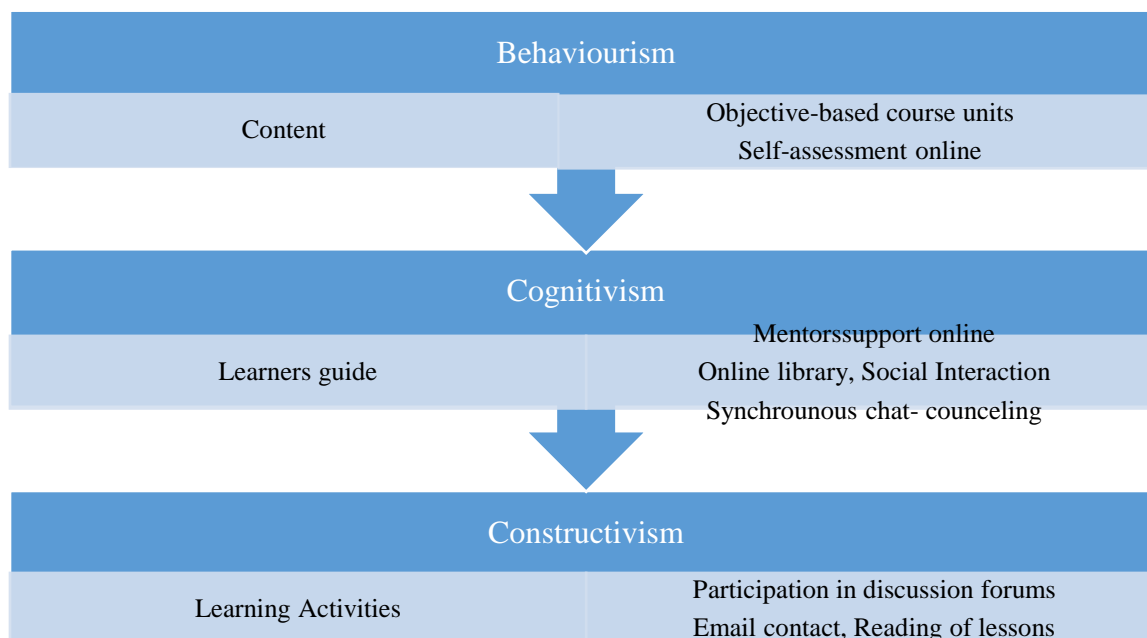 Behaviourism
Content
Objective-based course units
Self-assessment online
Cognitivism
Learners guide
Mentorssupport online
Online library, Social Interaction
Synchrounous chat- counceling
Constructivism
Learning Activities
Participation in discussion forums
Email contact, Reading of lessons